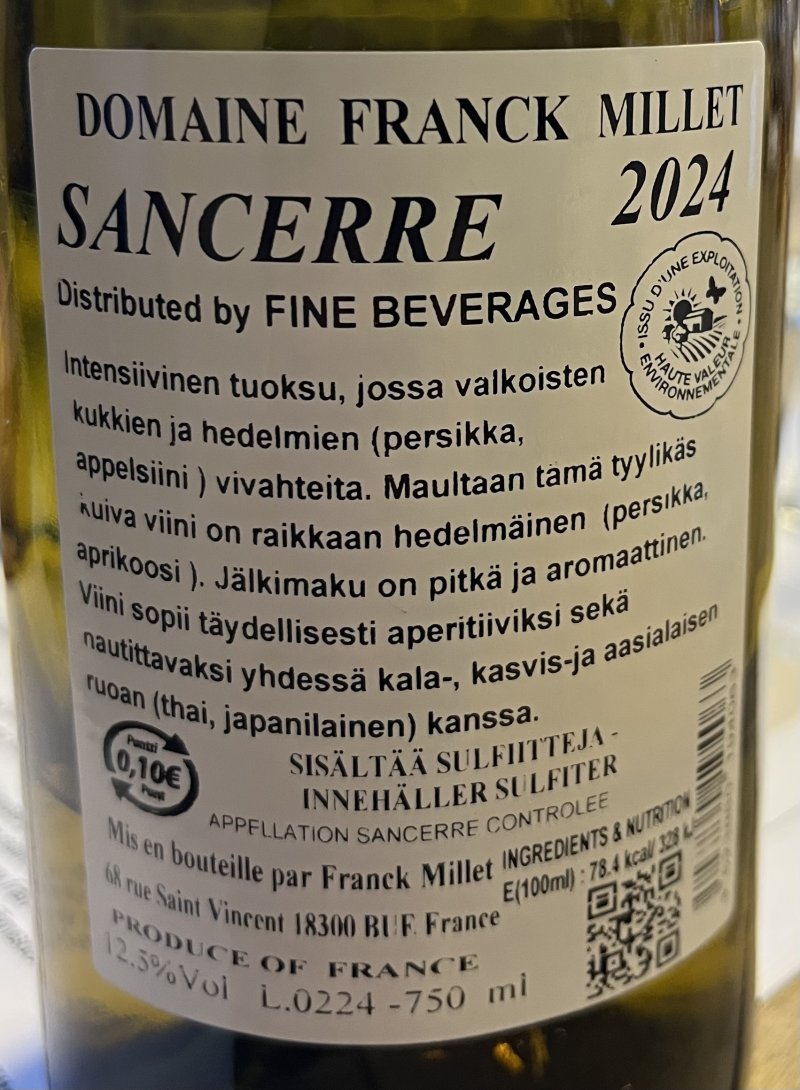 DOMAINE FRANCK MILLET
SANCERRE 2024
Distributed by FINE BEVERAGES
ISSU D'UNE EXPLOITATION
HAUTE VALEUR
ENVIRONNEMENTALE
Intensiivinen tuoksu, jossa valkoisten
kukkien ja hedelmien (persikka,
appelsiini ) vivahteita. Maultaan tämä tyylikäs
kuiva viini on raikkaan hedelmäinen (persikka,
aprikoosi ). Jälkimaku on pitkä ja aromaattinen.
Viini sopii täydellisesti aperitiiviksi sekä
nautittavaksi yhdessä kala-, kasvis-ja aasialaisen
ruoan (thai, japanilainen) kanssa.
Pantti
0,10€
Pant
SISÄLTÄÄ SULFIITTEJA -
INNEHÄLLER SULFITER
APPELLATION SANCERRE CONTROLEE
Mis en bouteille par Franck Millet
68 rue Saint Vincent 18300 BUE France
INGREDIENTS & NUTRITION
E(100ml) : 78.4 kcal/ 328 kJ
PRODUCE OF FRANCE
12.5%Vol L.0224 -750 ml